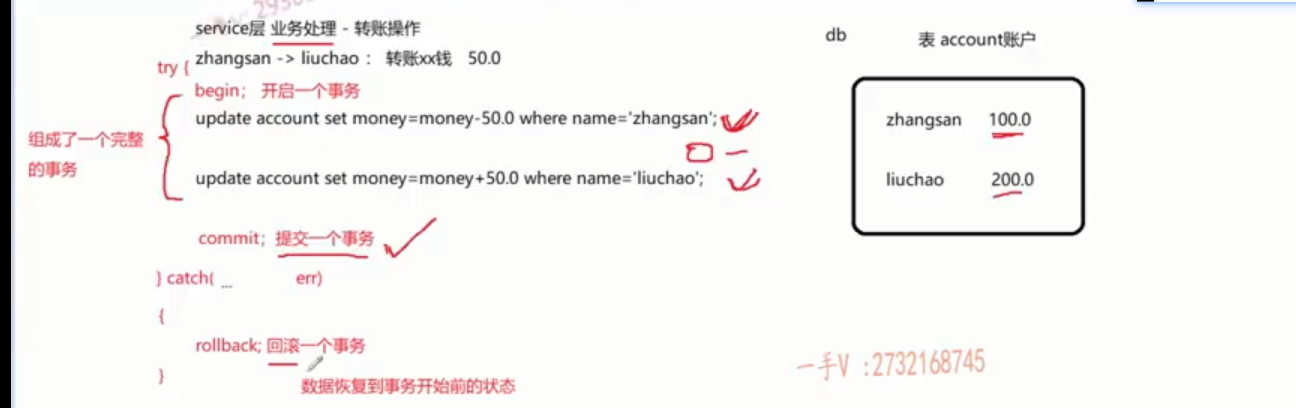 service层 业务处理 - 转账操作
zhangsan -> liuchao： 转账xx钱 50.0
try {
begin； 开启一个事务
update account set money=money-50.0 where name='zhangsan';
组成了一个完整
的事务
update account set money=money+50.0 where name='liuchao';
commit；提交一个事务
} catch( ... err)
{
rollback; 回滚一个事务
}
数据恢复到事务开始前的状态
db 表 account账户
zhangsan 100.0
liuchao 200.0
一手V :2732168745